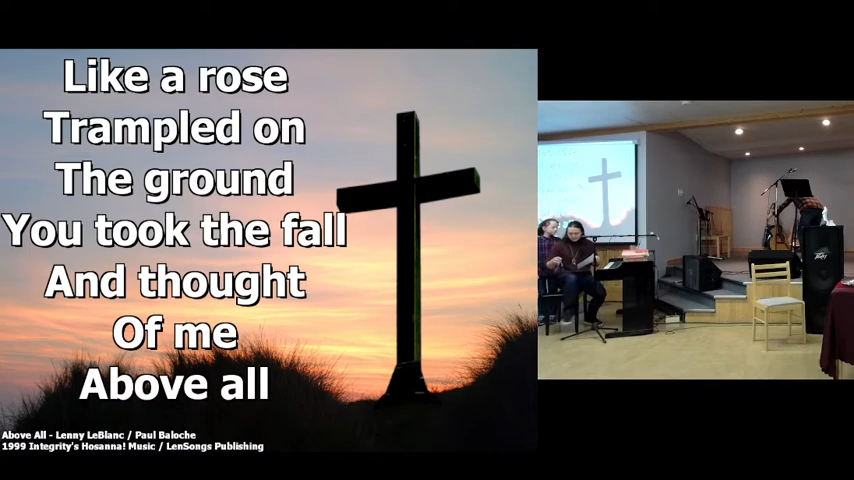 Like a rose
Trampled on
The ground
You took the fall
And thought
Of me
Above all
Above All - Lenny LeBlanc / Paul Baloche
1999 Integrity's Hosanna! Music / LenSongs Publishing
PEAVEY